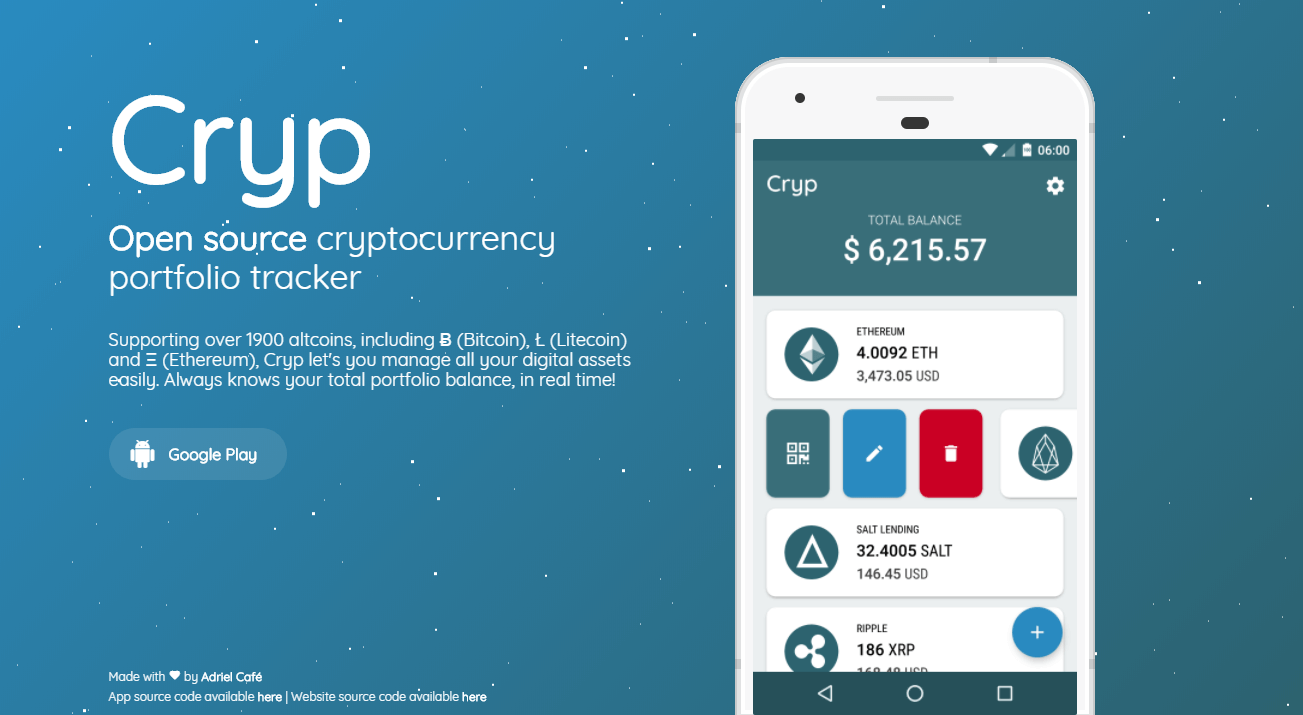 Cryp
Open source cryptocurrency
portfolio tracker
Supporting over 1900 altcoins, including Ƀ (Bitcoin), Ł (Litecoin)
and Ξ (Ethereum), Cryp let's you manage all your digital assets
easily. Always knows your total portfolio balance, in real time!
Google Play
Made with ♥ by Adriel Café
App source code available here | Website source code available here
06:00
Cryp
TOTAL BALANCE
$ 6,215.57
ETHEREUM
4.0092 ETH
3,473.05 USD
SALT LENDING
32.4005 SALT
146.45 USD
RIPPLE
186 XRP
168.48 USD